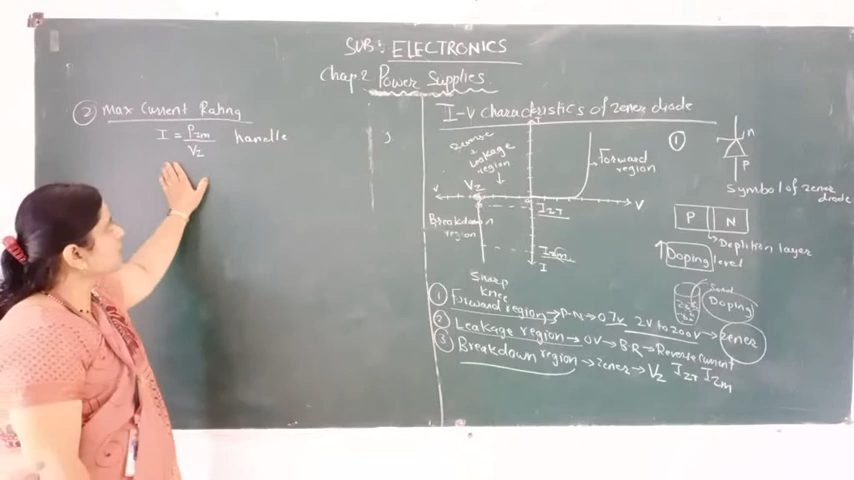 SUB: ELECTRONICS
Chap 2 Power Supplies
② Max Current Rating
I = Pzm / Vz handle
I-V characteristics of zener diode
I
Leakage
region
Vz
V
Forward
region
V
IZT
Breakdown
region
Izm
I
Sharp
knee
①
n
P
Symbol of zener
diode
P N
Depletion layer
↑ Doping level
Sand
Doping
① Forward region → P-N → 0.7v 2V to 200V → zener
② Leakage region → 0V → B.R → Reverse current
③ Breakdown region → zener → Vz IZT Izm